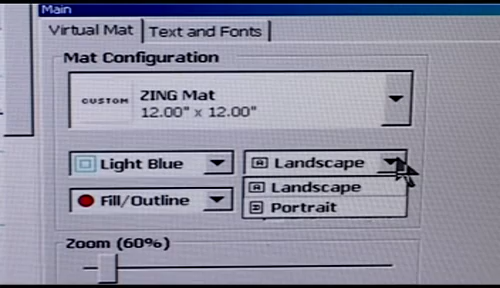 Main
Virtual Mat Text and Fonts
Mat Configuration
CUSTOM ZING Mat
12.00" x 12.00"
Light Blue Landscape
Landscape
Fill/Outline Portrait
Zoom (60%)